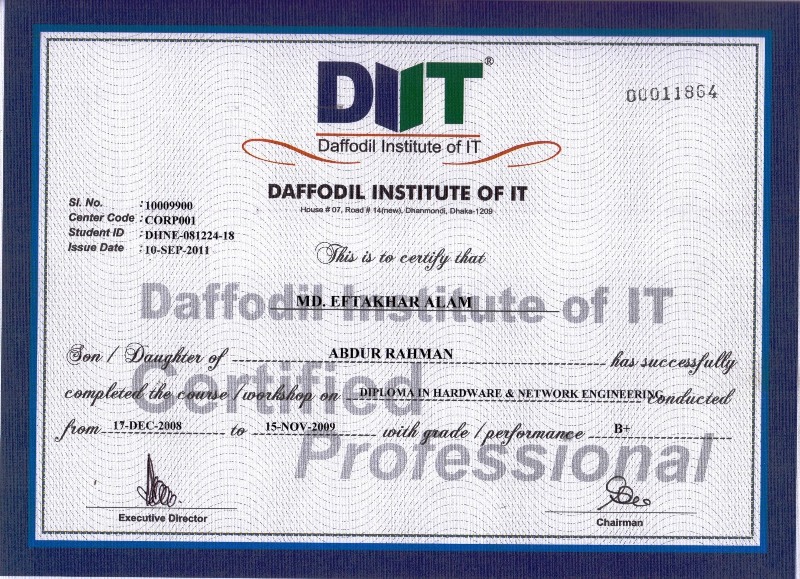 DIIT®
00011864
Daffodil Institute of IT
DAFFODIL INSTITUTE OF IT
House # 07, Road # 14(new), Dhanmondi, Dhaka-1209
Sl. No. : 10009900
Center Code : CORP001
Student ID : DHNE-081224-18
Issue Date : 10-SEP-2011
This is to certify that
Daffodil Institute of IT
MD. EFTAKHAR ALAM
Son / Daughter of ABDUR RAHMAN has successfully
Certified
completed the course /workshop on DIPLOMA IN HARDWARE & NETWORK ENGINEERING conducted
from 17-DEC-2008 to 15-NOV-2009 with grade / performance B+
Professional
Executive Director
Chairman